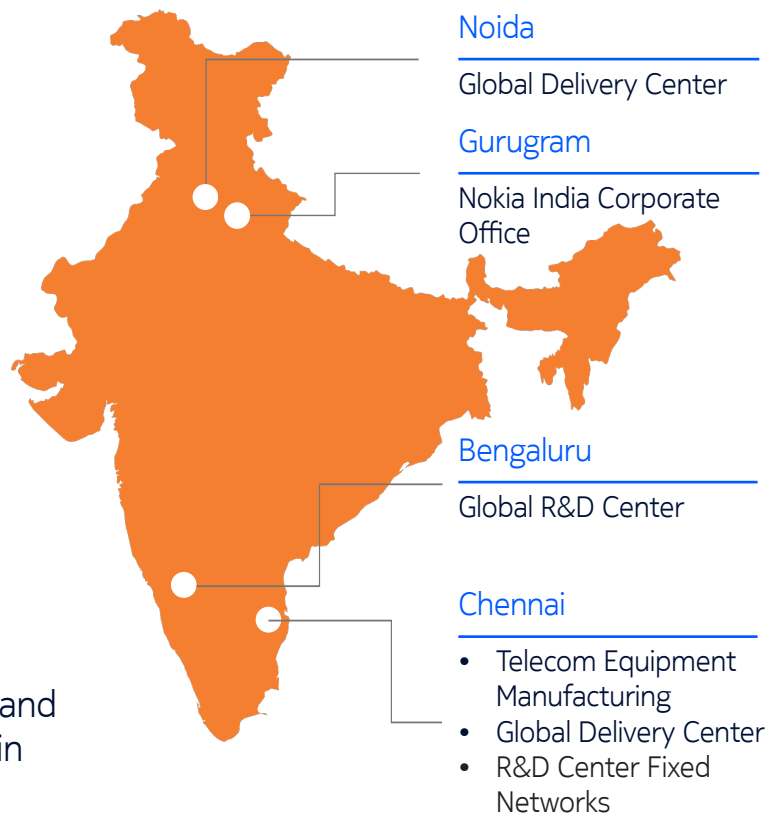 Noida
Global Delivery Center
Gurugram
Nokia India Corporate
Office
Bengaluru
Global R&D Center
Chennai
• Telecom Equipment
Manufacturing
• Global Delivery Center
• R&D Center Fixed
Networks
and
in